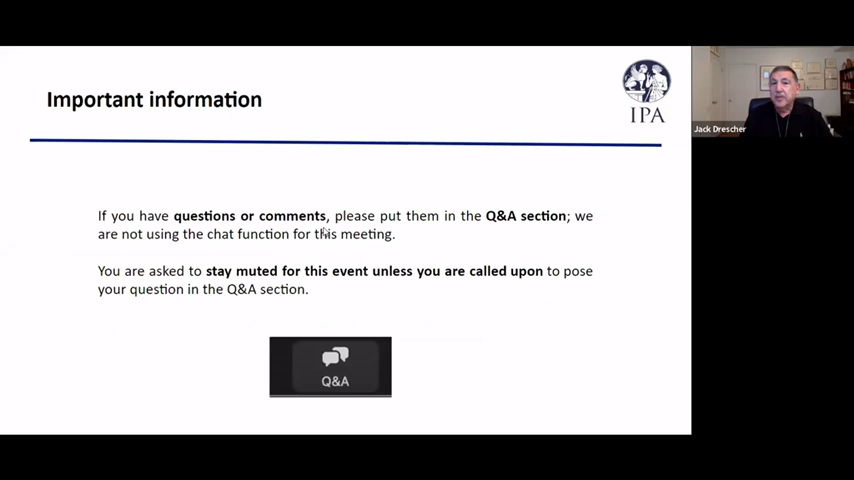 Important information
IPA
Jack Drescher
If you have questions or comments, please put them in the Q&A section; we
are not using the chat function for this meeting.
You are asked to stay muted for this event unless you are called upon to pose
your question in the Q&A section.
Q&A